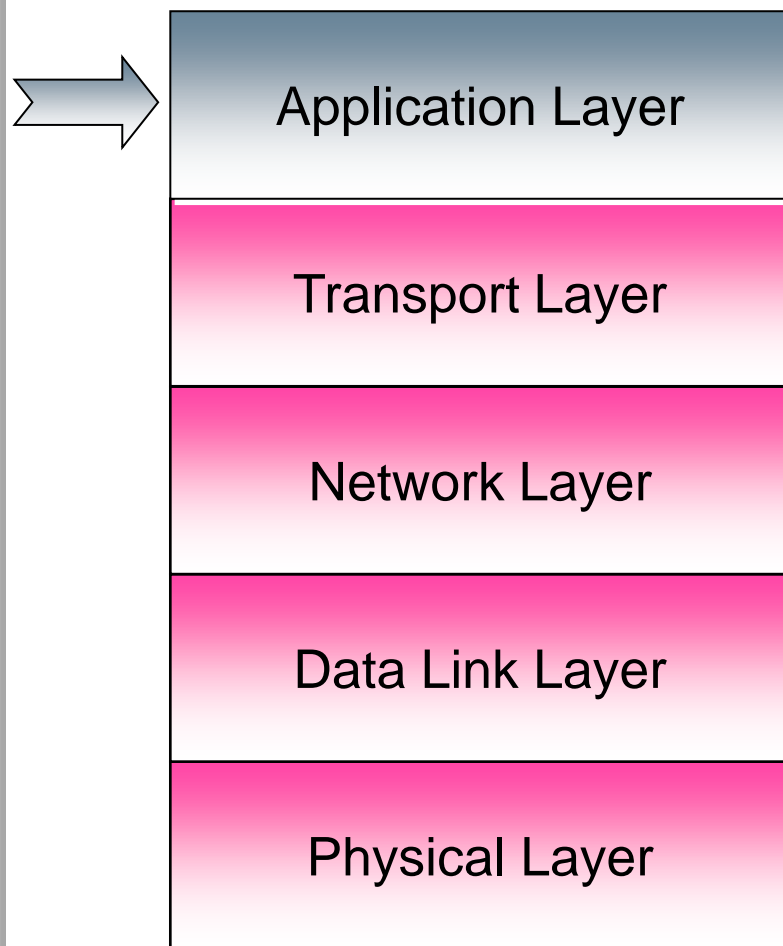 Application Layer
Transport Layer
Network Layer
Data Link Layer
Physical Layer